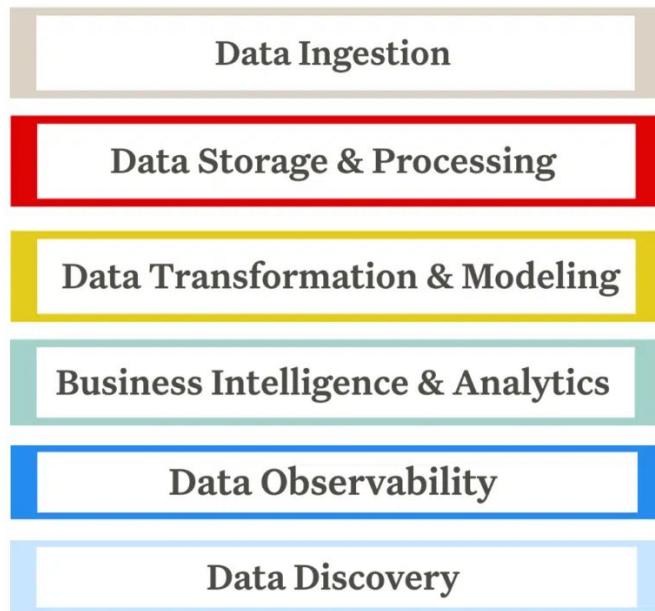 Data Ingestion
Data Storage & Processing
Data Transformation & Modeling
Business Intelligence & Analytics
Data Observability
Data Discovery